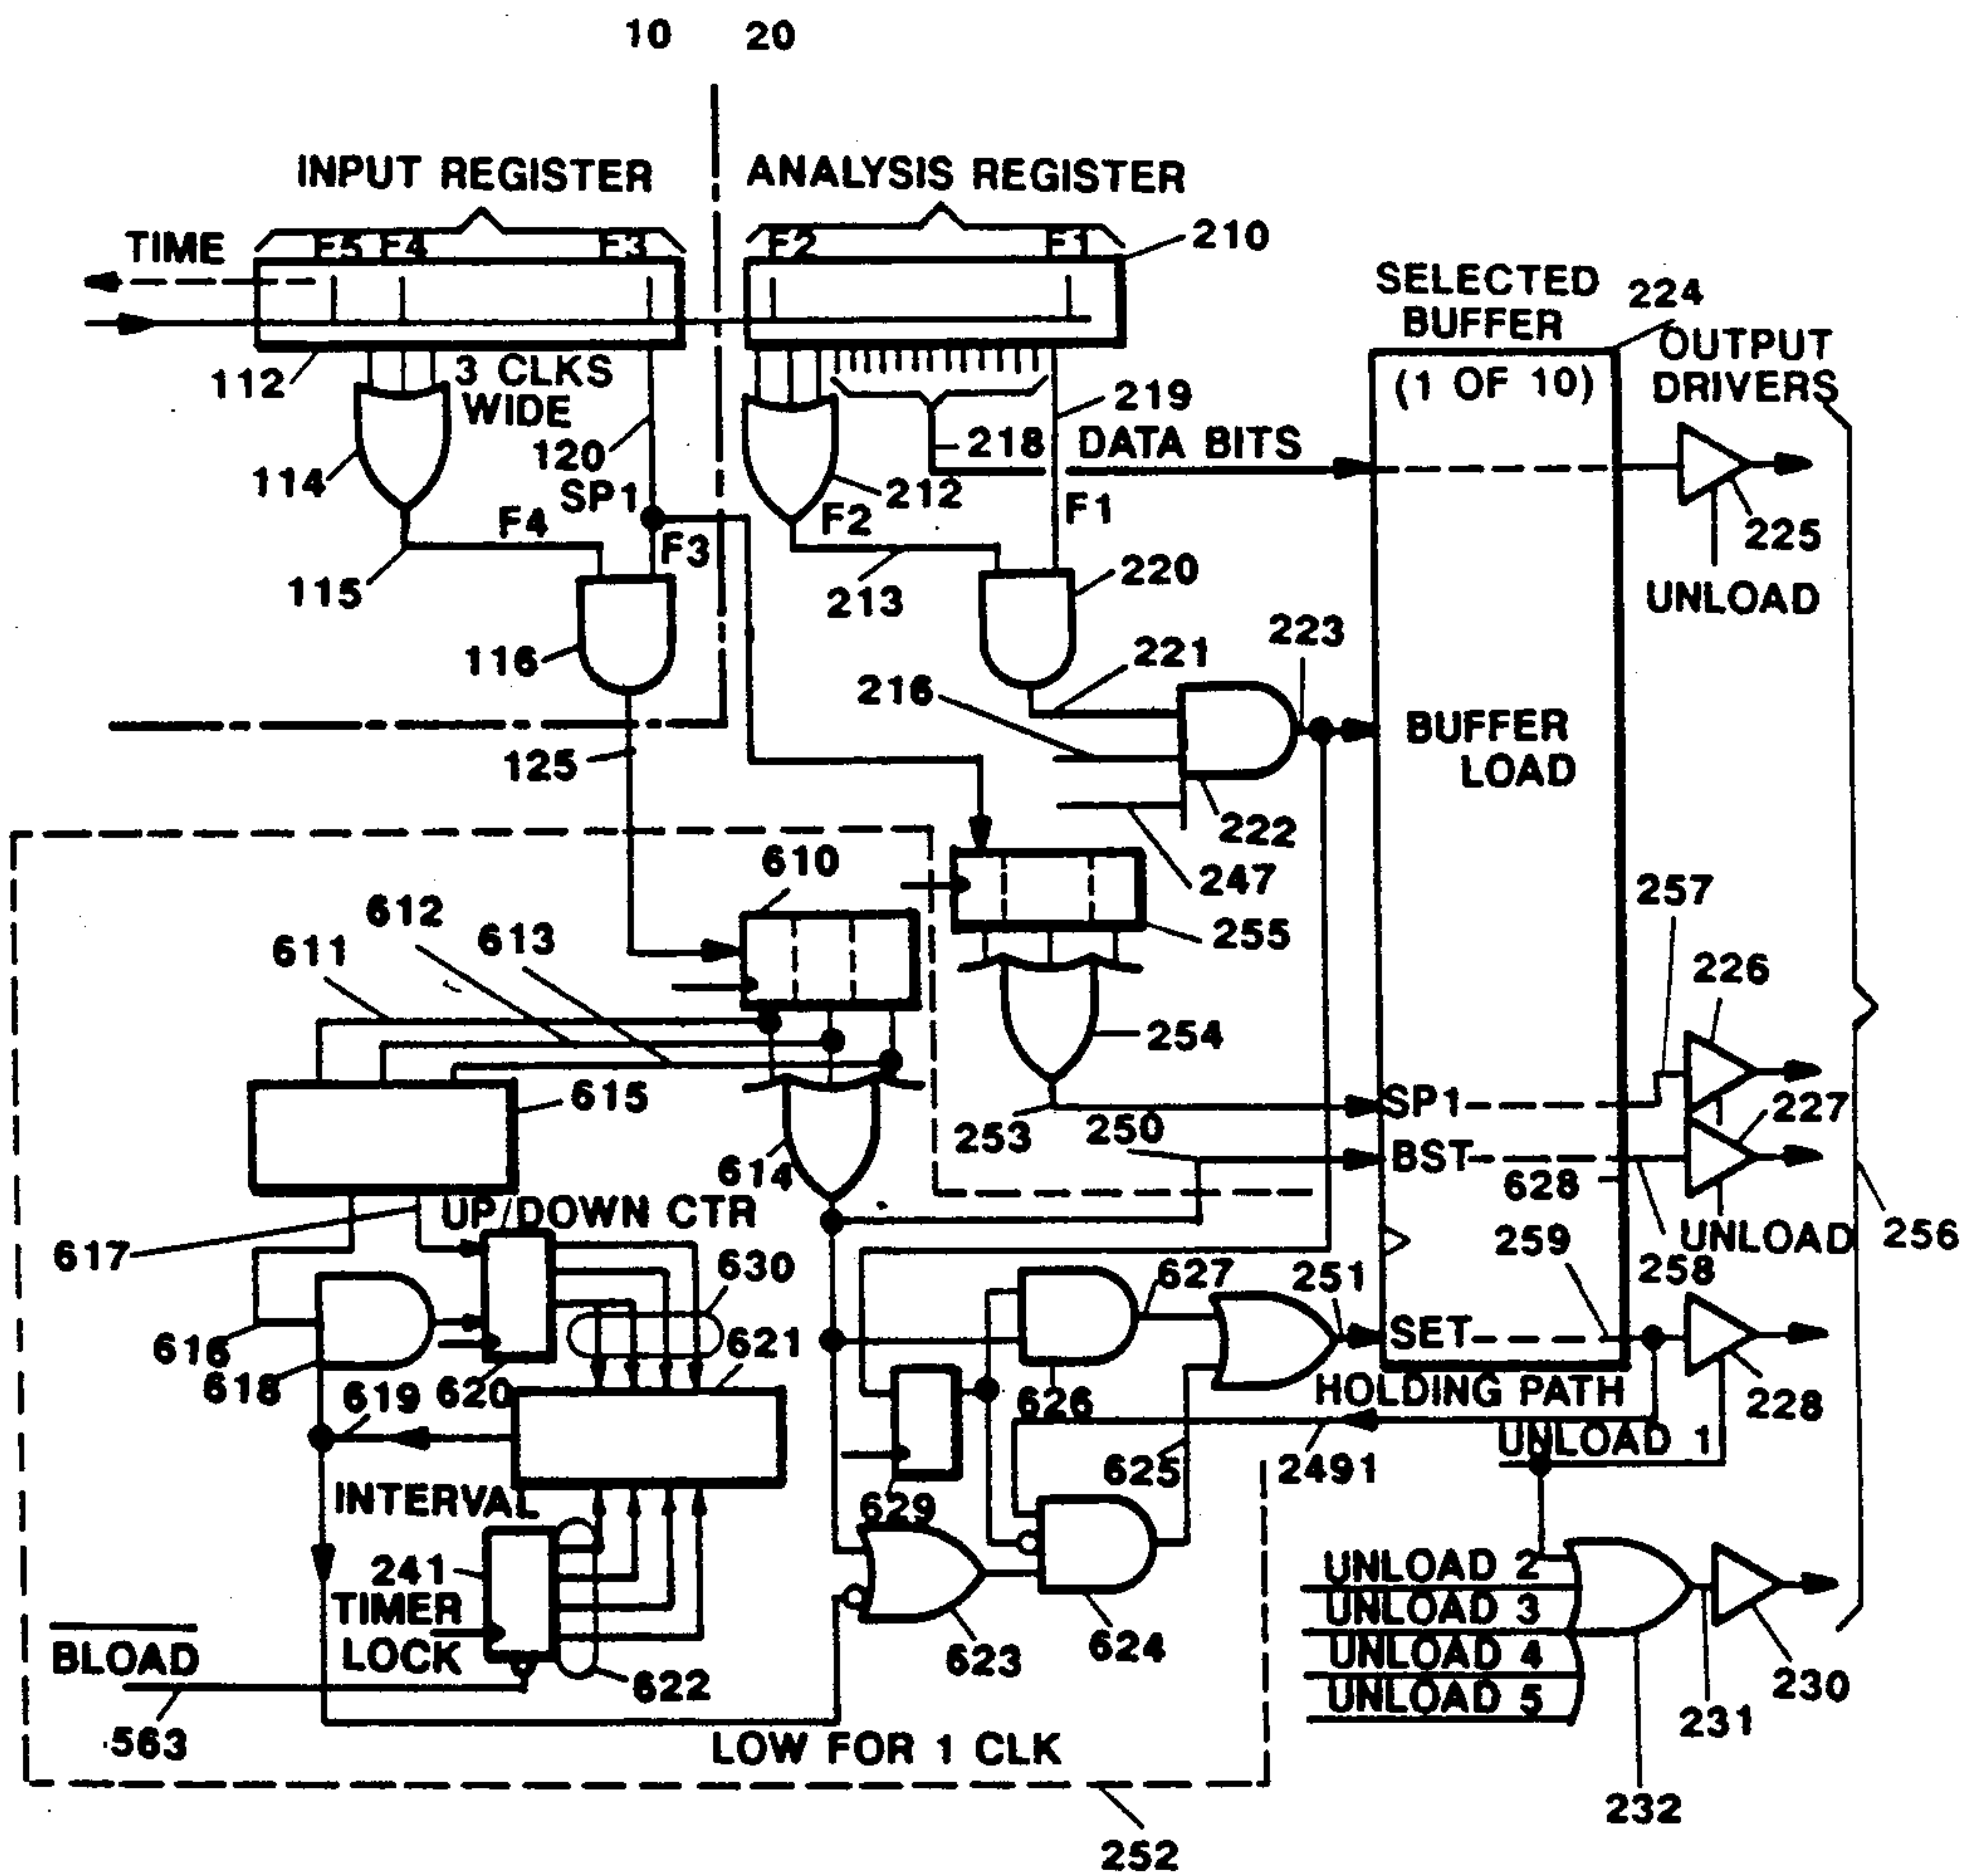 10 20
INPUT REGISTER ANALYSIS REGISTER
TIME F5 F4 F3 F2 F1 210
SELECTED 224
BUFFER OUTPUT
(1 OF 10) DRIVERS
112 3 CLKS
WIDE
219
114 120 218 DATA BITS
SP1 212
F4 F2 F1 225
F3
115 213 220 UNLOAD
116 221 223
216
125 BUFFER
LOAD
222
610 247
612 257
611 613 255 226
254
615 SP1 227
253 250
614 BST
628
UP/DOWN CTR
617 259 UNLOAD 256
630 627 251 258
616 621 SET
618 619 620 626 HOLDING PATH 228
UNLOAD 1
625 2491
INTERVAL 629
241 UNLOAD 2
TIMER UNLOAD 3
BLOAD LOCK 623 624 UNLOAD 4
622 UNLOAD 5 230
563 231
LOW FOR 1 CLK
232
252